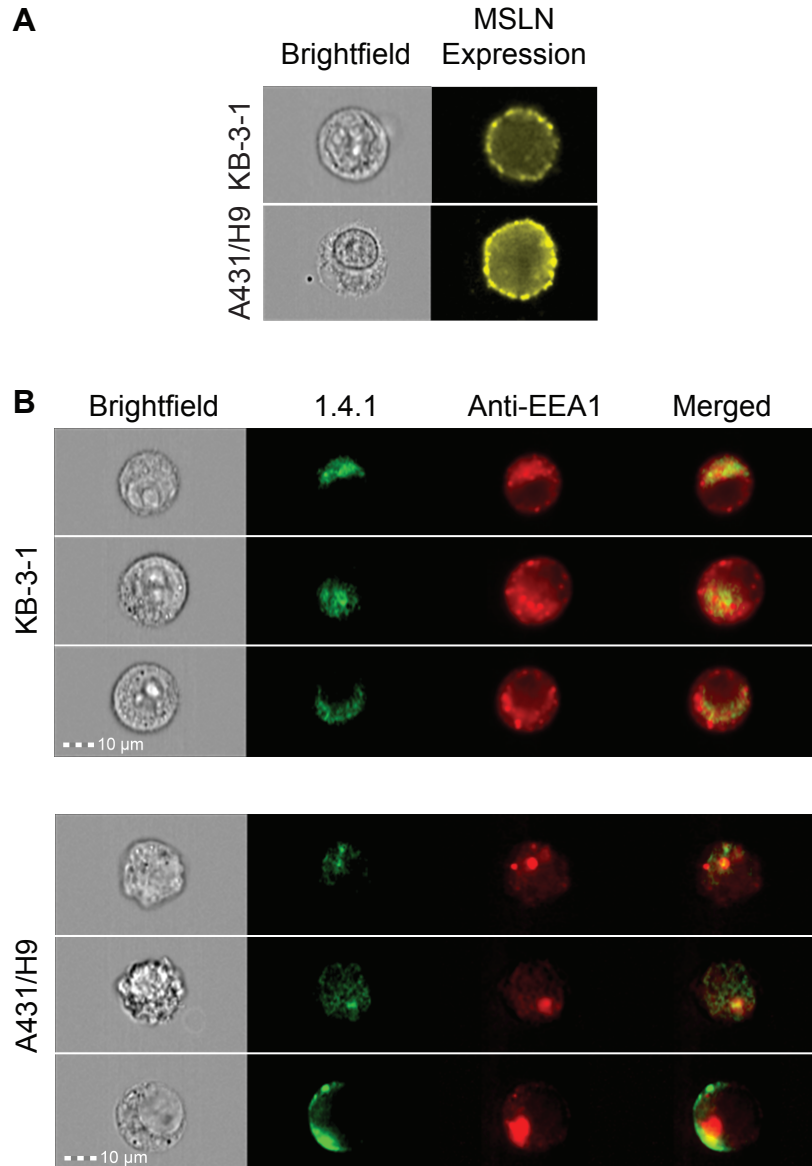 A
Brightfield
MSLN
Expression
KB-3-1
A431/H9
B
Brightfield
1.4.1
Anti-EEA1
Merged
KB-3-1
10 µm
A431/H9
10 µm